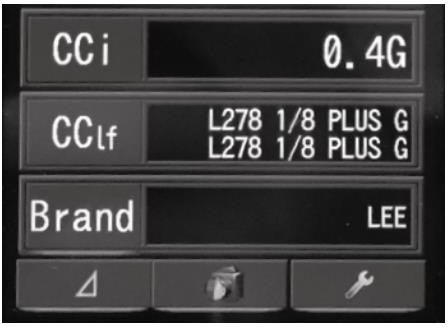 CCi 0.4G
CCLf L278 1/8 PLUS G
L278 1/8 PLUS G
Brand LEE